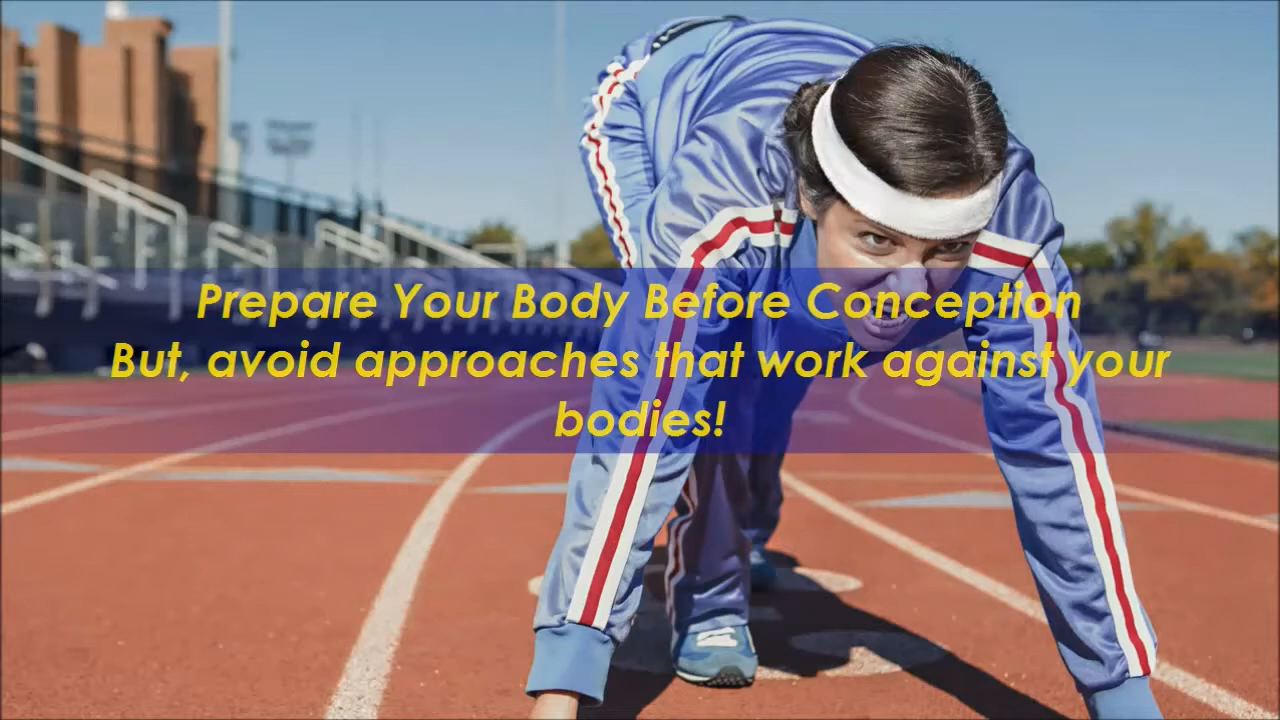 Prepare Your Body Before Conception
But, avoid approaches that work against your
bodies!